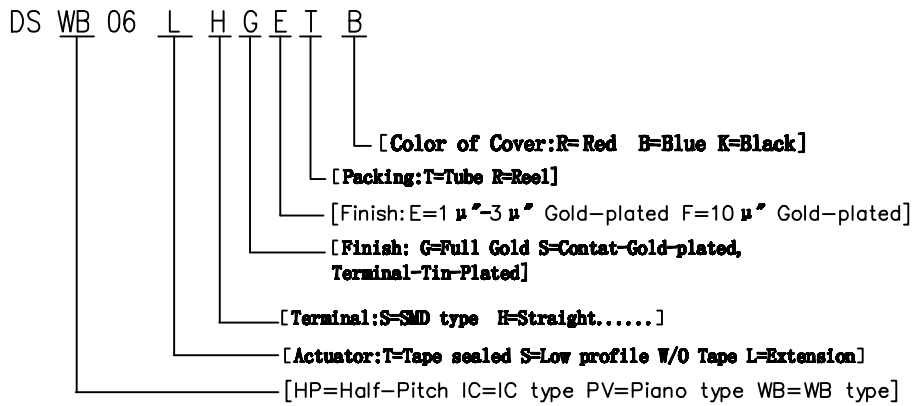 DS WB 06 L H G E T B
[Color of Cover:R=Red B=Blue K=Black]
[Packing:T=Tube R=Reel]
[Finish:E=1 μ″-3 μ″ Gold-plated F=10 μ″ Gold-plated]
[Finish: G=Full Gold S=Contat-Gold-plated,
Terminal-Tin-Plated]
[Terminal:S=SMD type H=Straight......]
[Actuator:T=Tape sealed S=Low profile W/O Tape L=Extension]
[HP=Half-Pitch IC=IC type PV=Piano type WB=WB type]